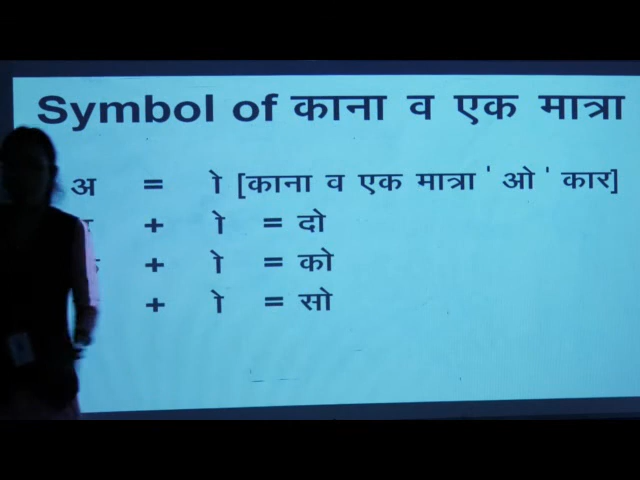 Symbol of काना व एक मात्रा
अ = ो [काना व एक मात्रा ' ओ ' कार]
+ ो = दो
+ ो = को
+ ो = सो